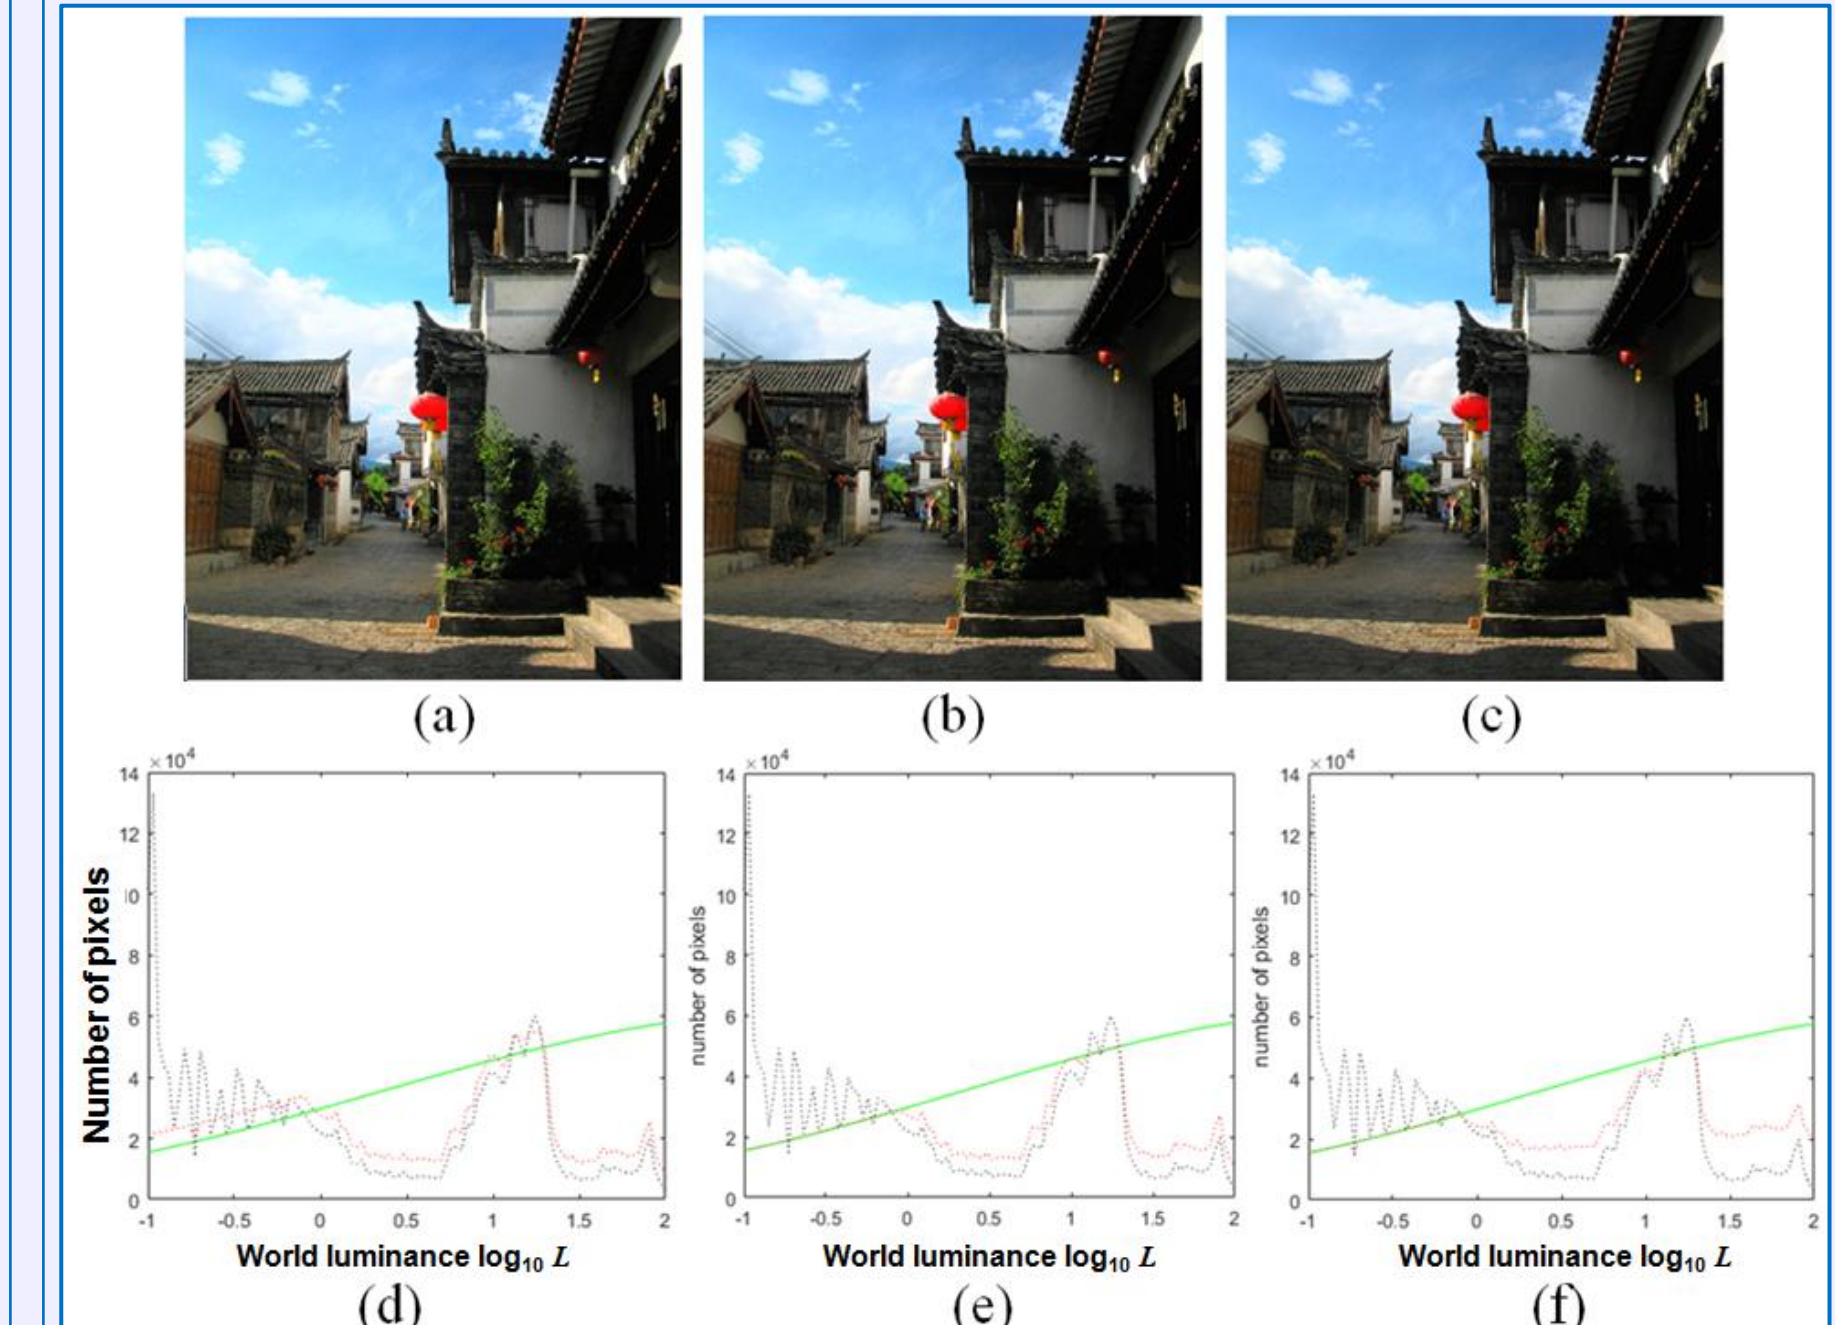 (a) (b) (c)
×10⁴ ×10⁴ ×10⁴
14 14 14
12 12 12
10 10 10
8 8 8
6 6 6
4 4 4
2 2 2
0 0 0
Number of pixels
number of pixels
number of pixels
-1 -0.5 0 0.5 1 1.5 2
-1 -0.5 0 0.5 1 1.5 2
-1 -0.5 0 0.5 1 1.5 2
World luminance log₁₀ L
World luminance log₁₀ L
World luminance log₁₀ L
(d) (e) (f)